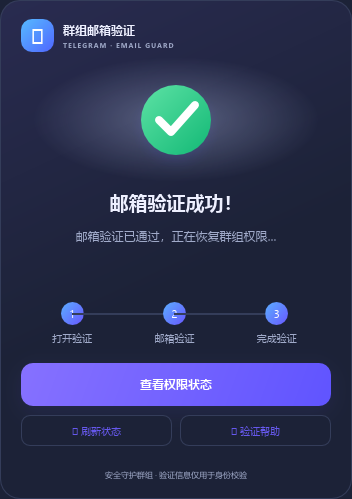 群组邮箱验证
TELEGRAM · EMAIL GUARD
邮箱验证成功！
邮箱验证已通过，正在恢复群组权限...
1 2 3
打开验证 邮箱验证 完成验证
查看权限状态
刷新状态 验证帮助
安全守护群组 · 验证信息仅用于身份校验